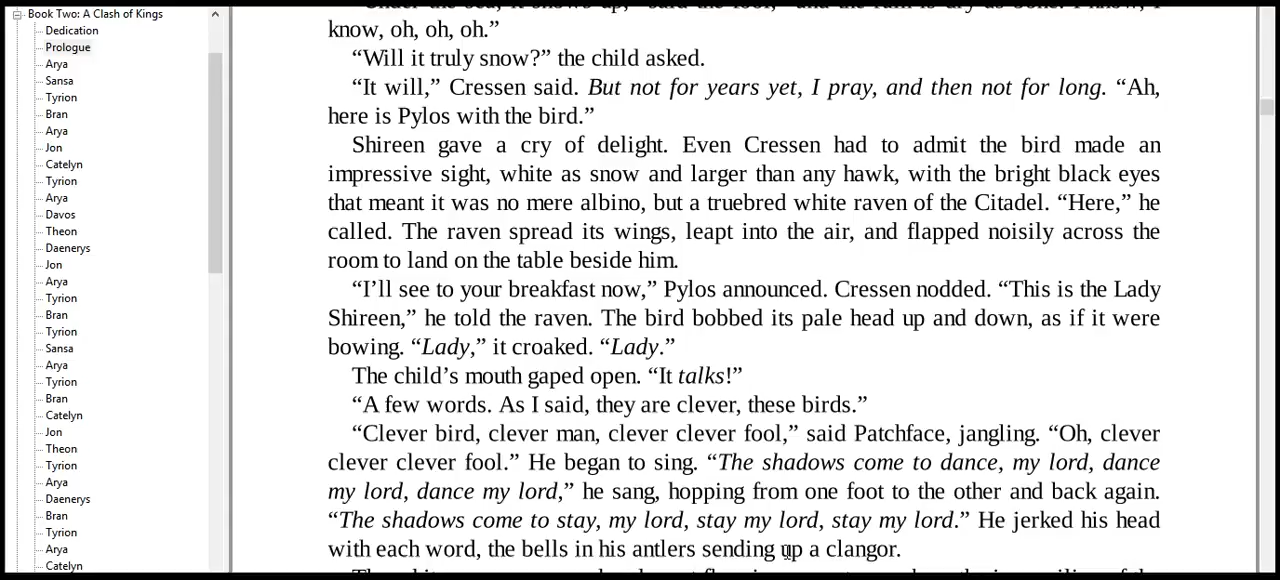 Book Two: A Clash of Kings
Dedication
Prologue
Arya
Sansa
Tyrion
Bran
Arya
Jon
Catelyn
Tyrion
Arya
Davos
Theon
Daenerys
Jon
Arya
Tyrion
Bran
Tyrion
Sansa
Arya
Tyrion
Bran
Catelyn
Jon
Theon
Tyrion
Arya
Daenerys
Bran
Tyrion
Arya
Catelyn
know, oh, oh, oh.”
“Will it truly snow?” the child asked.
“It will,” Cressen said. But not for years yet, I pray, and then not for long. “Ah,
here is Pylos with the bird.”
Shireen gave a cry of delight. Even Cressen had to admit the bird made an
impressive sight, white as snow and larger than any hawk, with the bright black eyes
that meant it was no mere albino, but a truebred white raven of the Citadel. “Here,” he
called. The raven spread its wings, leapt into the air, and flapped noisily across the
room to land on the table beside him.
“I’ll see to your breakfast now,” Pylos announced. Cressen nodded. “This is the Lady
Shireen,” he told the raven. The bird bobbed its pale head up and down, as if it were
bowing. “Lady,” it croaked. “Lady.”
The child’s mouth gaped open. “It talks!”
“A few words. As I said, they are clever, these birds.”
“Clever bird, clever man, clever clever fool,” said Patchface, jangling. “Oh, clever
clever clever fool.” He began to sing. “The shadows come to dance, my lord, dance
my lord, dance my lord,” he sang, hopping from one foot to the other and back again.
“The shadows come to stay, my lord, stay my lord, stay my lord.” He jerked his head
with each word, the bells in his antlers sending up a clangor.